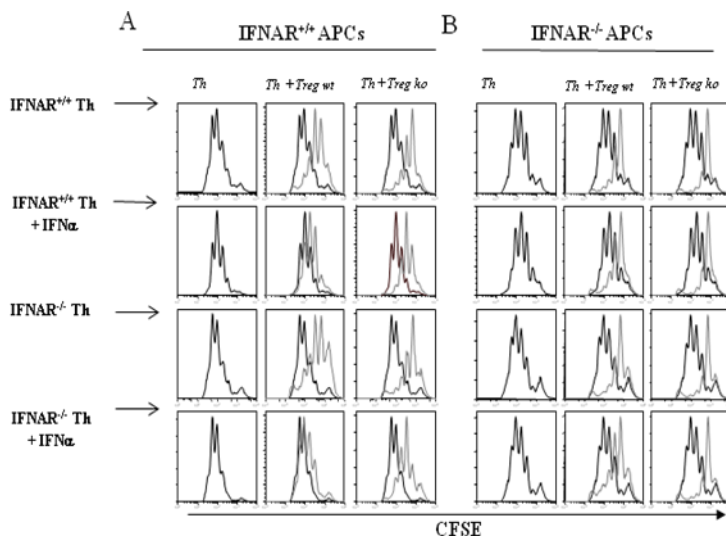 A IFNAR+/+ APCs B IFNAR-/- APCs
Th Th +Treg wt Th +Treg ko Th Th +Treg wt Th +Treg ko
IFNAR+/+ Th
IFNAR+/+ Th
+ IFNα
IFNAR-/- Th
IFNAR-/- Th
+ IFNα
CFSE